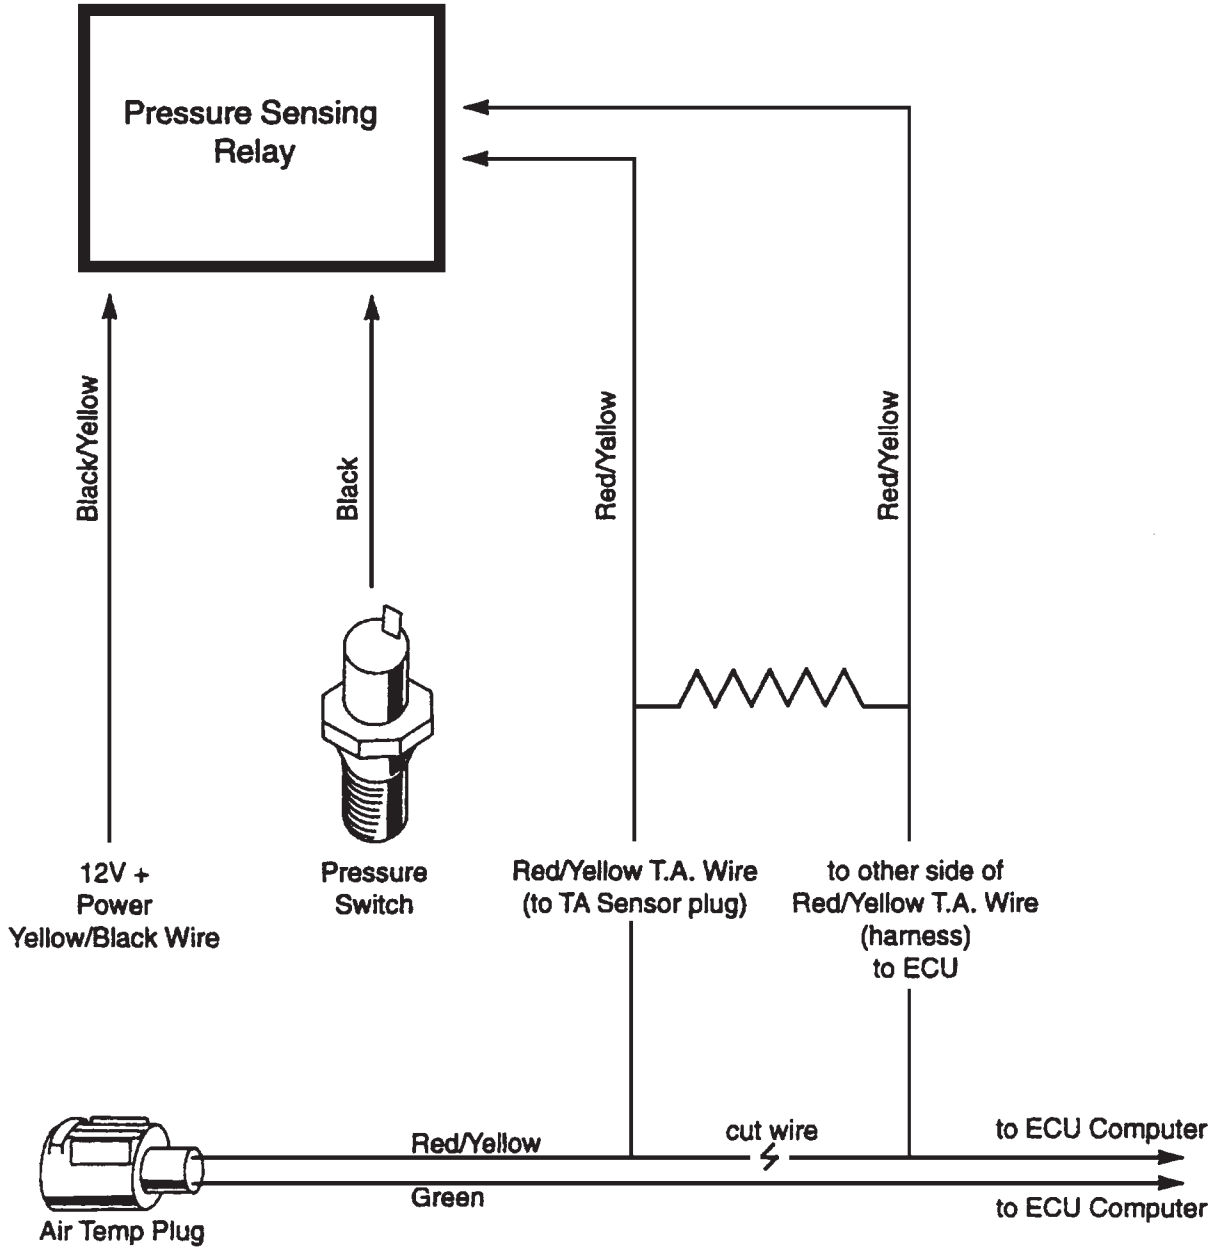 Pressure Sensing
Relay
Black/Yellow
Black
Red/Yellow
Red/Yellow
12V +
Power
Yellow/Black Wire
Pressure
Switch
Red/Yellow T.A. Wire
(to TA Sensor plug)
to other side of
Red/Yellow T.A. Wire
(harness)
to ECU
Red/Yellow
cut wire
to ECU Computer
Green
to ECU Computer
Air Temp Plug